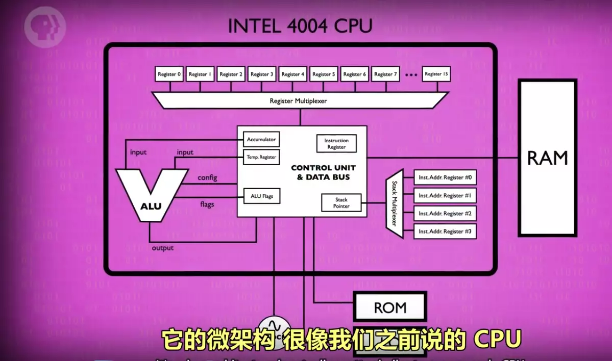 INTEL 4004 CPU
Register 0 Register 1 Register 2 Register 3 Register 4 Register 5 Register 6 Register 7 ••• Register 15
Register Multiplexer
Accumulator
Instruction Register
input
input
Temp. Register
CONTROL UNIT
& DATA BUS
RAM
config
ALU
ALU Flags
flags
Stack Pointer
Stack Multiplexer
Inst. Addr. Register #0
Inst. Addr. Register #1
Inst. Addr. Register #2
Inst. Addr. Register #3
output
ROM
它的微架构 很像我们之前说的 CPU